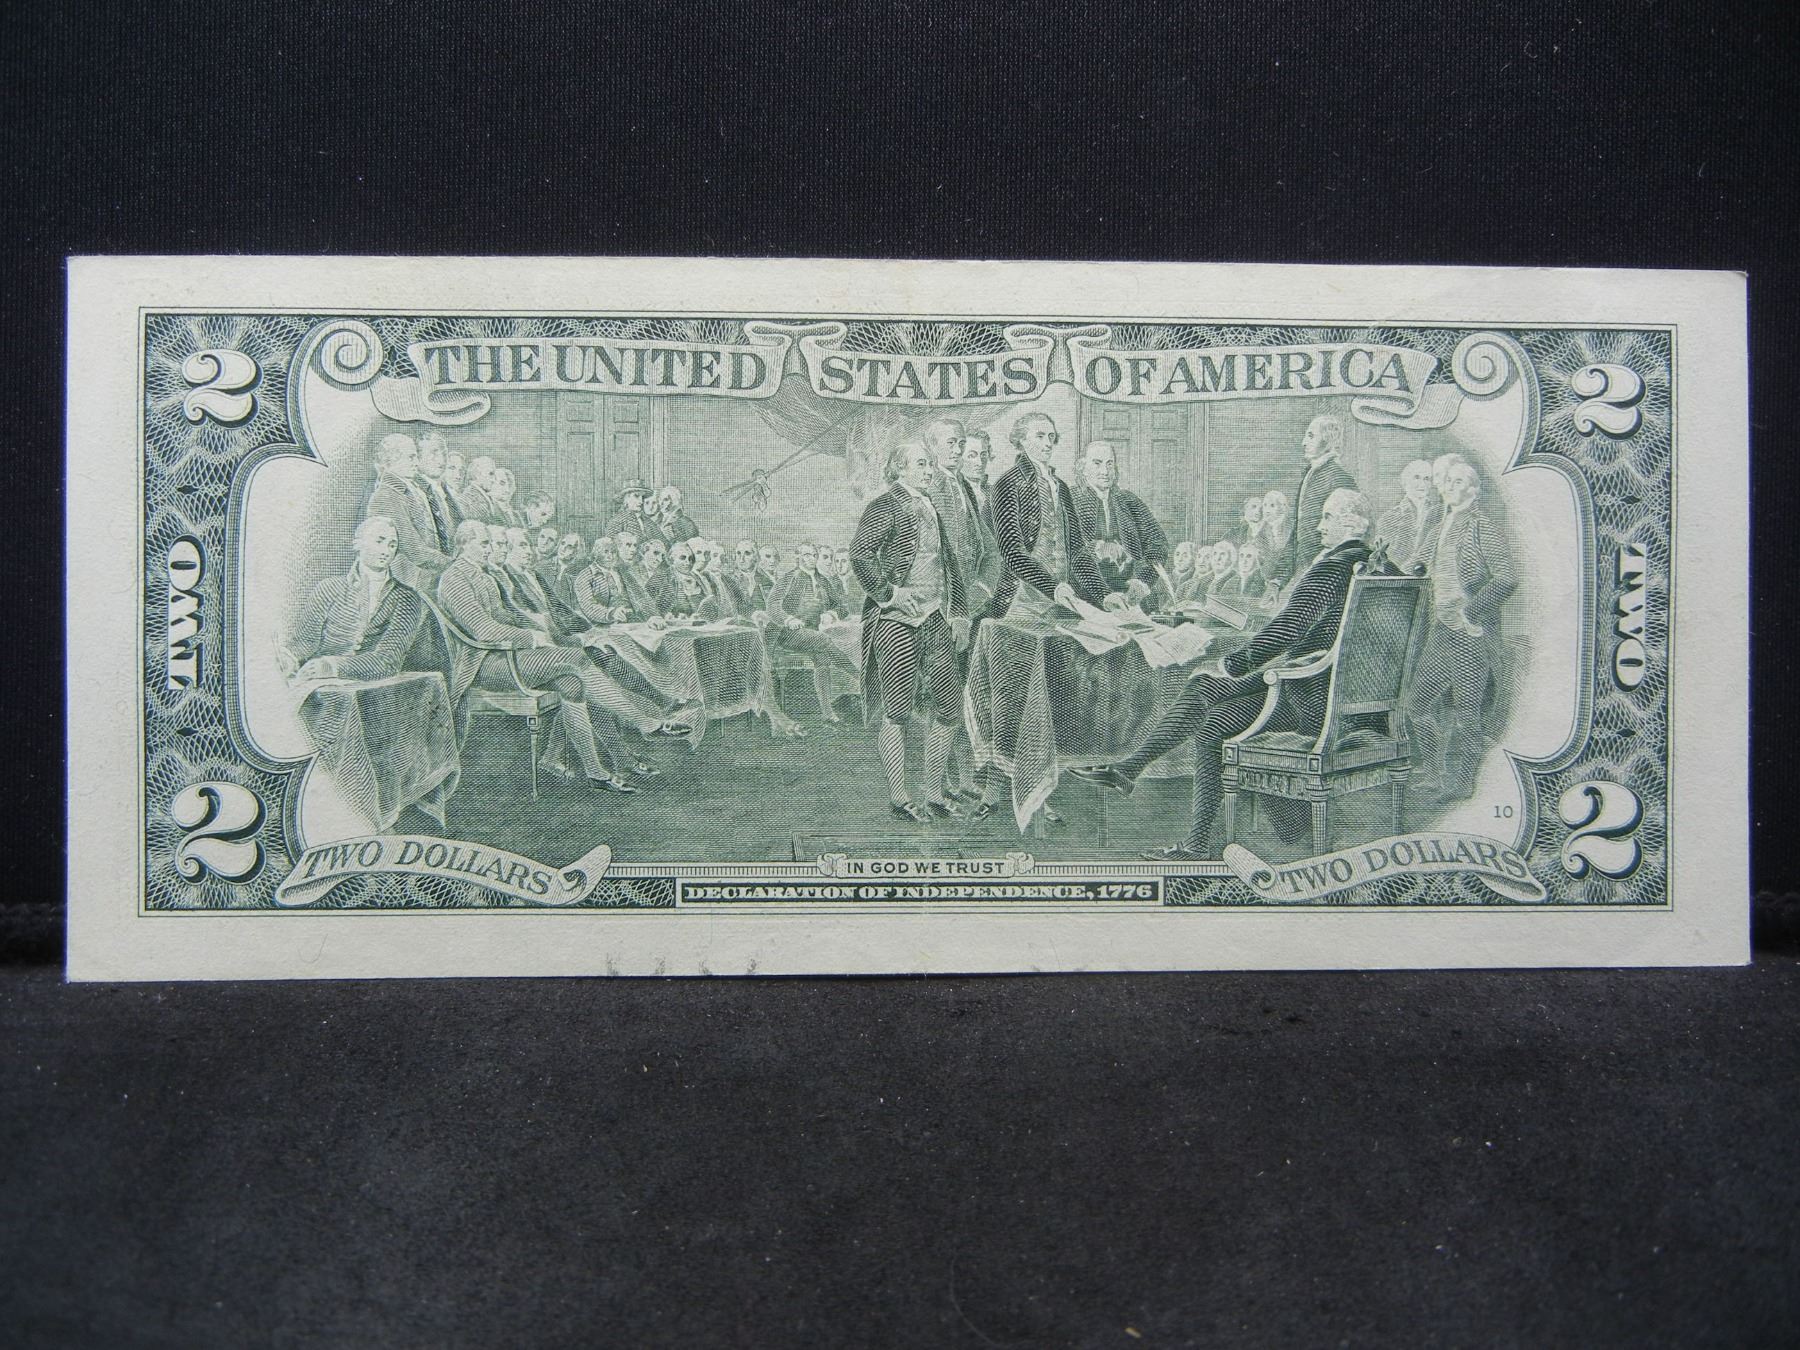 2 THE UNITED STATES OF AMERICA 2
TWO
TWO
10
2 TWO DOLLARS IN GOD WE TRUST TWO DOLLARS 2
DECLARATION OF INDEPENDENCE, 1776